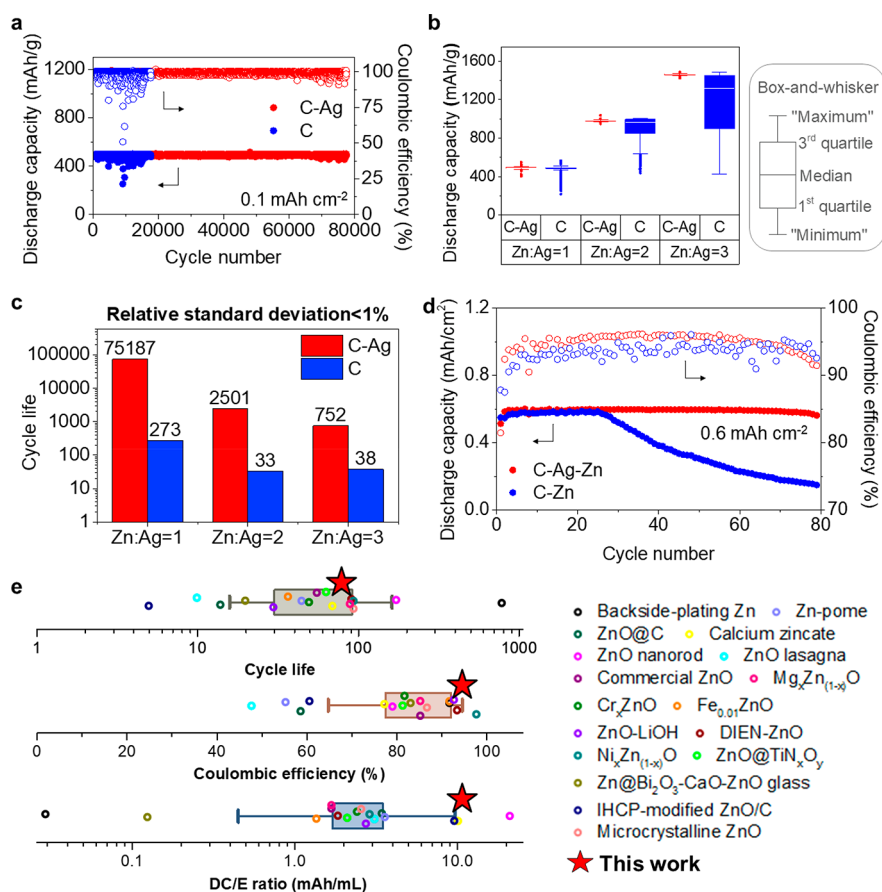 a
Discharge capacity (mAh/g)
1200
800
400
0
0
20000
40000
60000
80000
Cycle number
100
75
50
25
0
Coulombic efficiency (%)
C-Ag
C
0.1 mAh cm⁻²
b
Discharge capacity (mAh/g)
1600
1200
800
400
0
C-Ag C C-Ag C C-Ag C
Zn:Ag=1 Zn:Ag=2 Zn:Ag=3
Box-and-whisker
"Maximum"
3rd quartile
Median
1st quartile
"Minimum"
c
Relative standard deviation<1%
Cycle life
100000
10000
1000
100
10
1
75187
273
2501
33
752
38
C-Ag
C
Zn:Ag=1 Zn:Ag=2 Zn:Ag=3
d
Discharge capacity (mAh/cm²)
1.2
0.9
0.6
0.3
0.0
0 20 40 60 80
Cycle number
100
95
90
85
80
75
70
Coulombic efficiency (%)
0.6 mAh cm⁻²
C-Ag-Zn
C-Zn
e
1 10 100 1000
Cycle life
0 20 40 60 80 100
Coulombic efficiency (%)
0.1 1.0 10.0
DC/E ratio (mAh/mL)
Backside-plating Zn Zn-pome
ZnO@C Calcium zincate
ZnO nanorod ZnO lasagna
Commercial ZnO MgxZn(1-x)O
CrxZnO Fe0.01ZnO
ZnO-LiOH DIEN-ZnO
NixZn(1-x)O ZnO@TiNxOy
Zn@Bi2O3-CaO-ZnO glass
IHCP-modified ZnO/C
Microcrystalline ZnO
This work